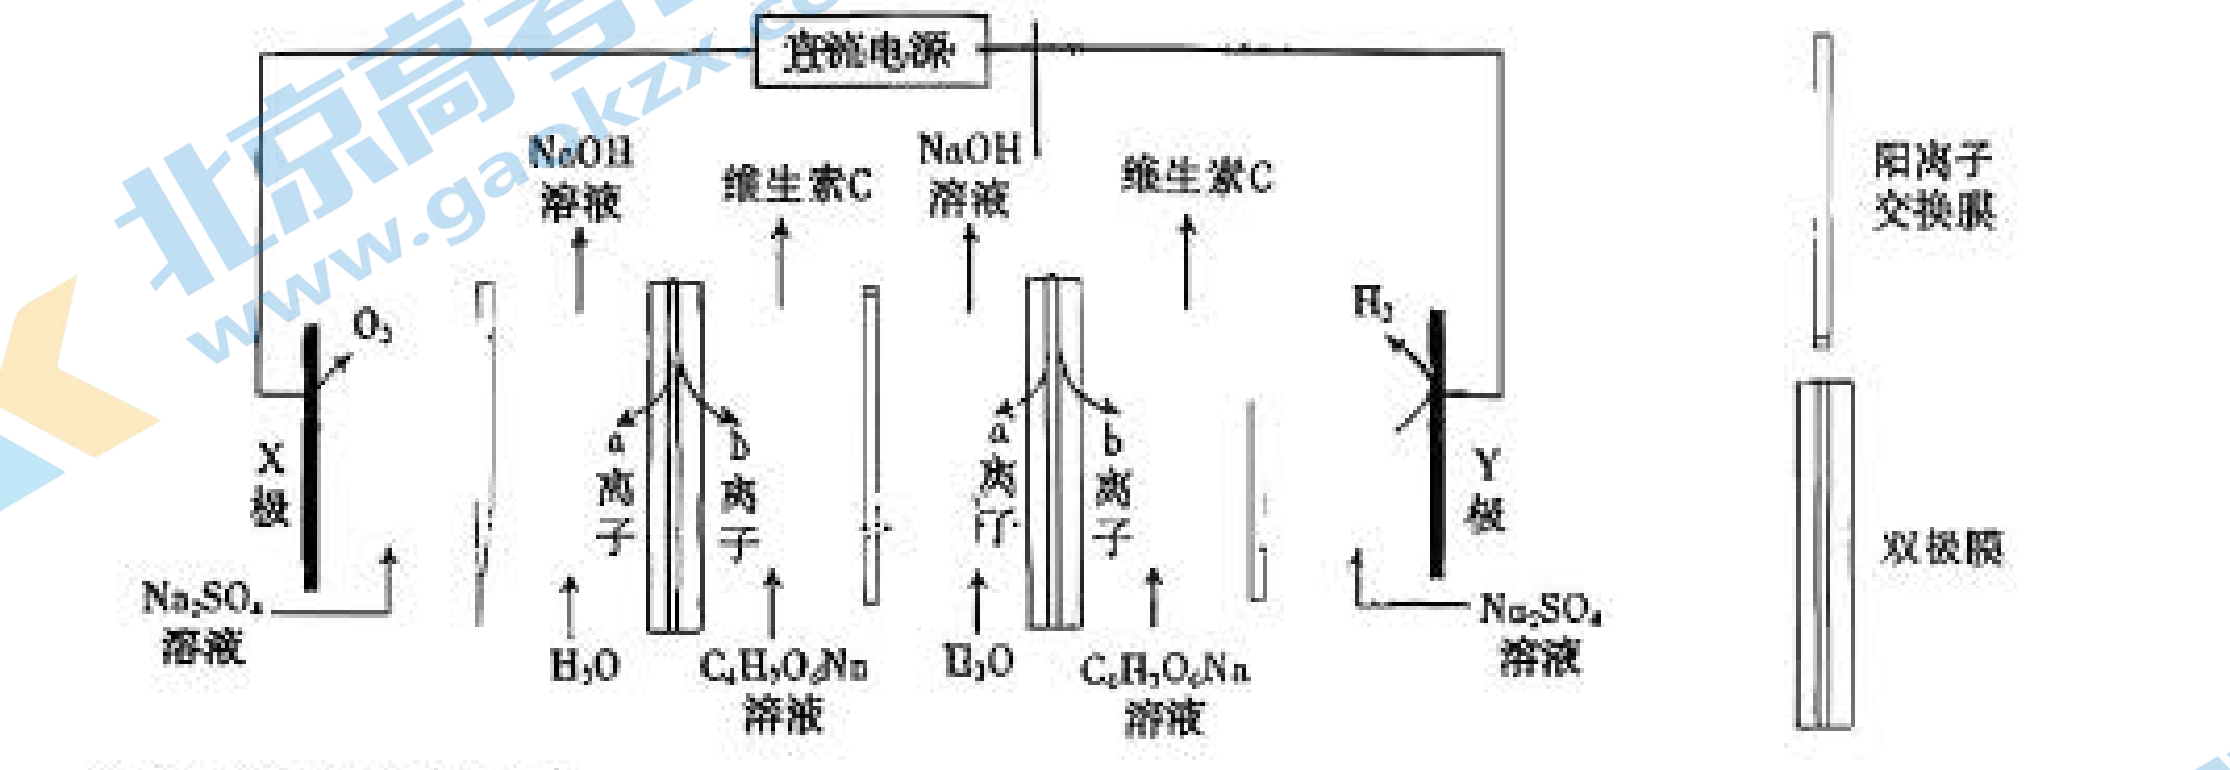 直流电源
NaOH
溶液
维生素C
NaOH
溶液
维生素C
阳离子
交换膜
O₂
H₂
a
离
子
b
离
子
a
离
子
b
离
子
X
极
Y
极
双极膜
Na₂SO₄
溶液
H₂O
C₆H₇O₆Na
溶液
H₂O
C₆H₇O₆Na
溶液
Na₂SO₄
溶液
北京高考
www.gaokzx.co